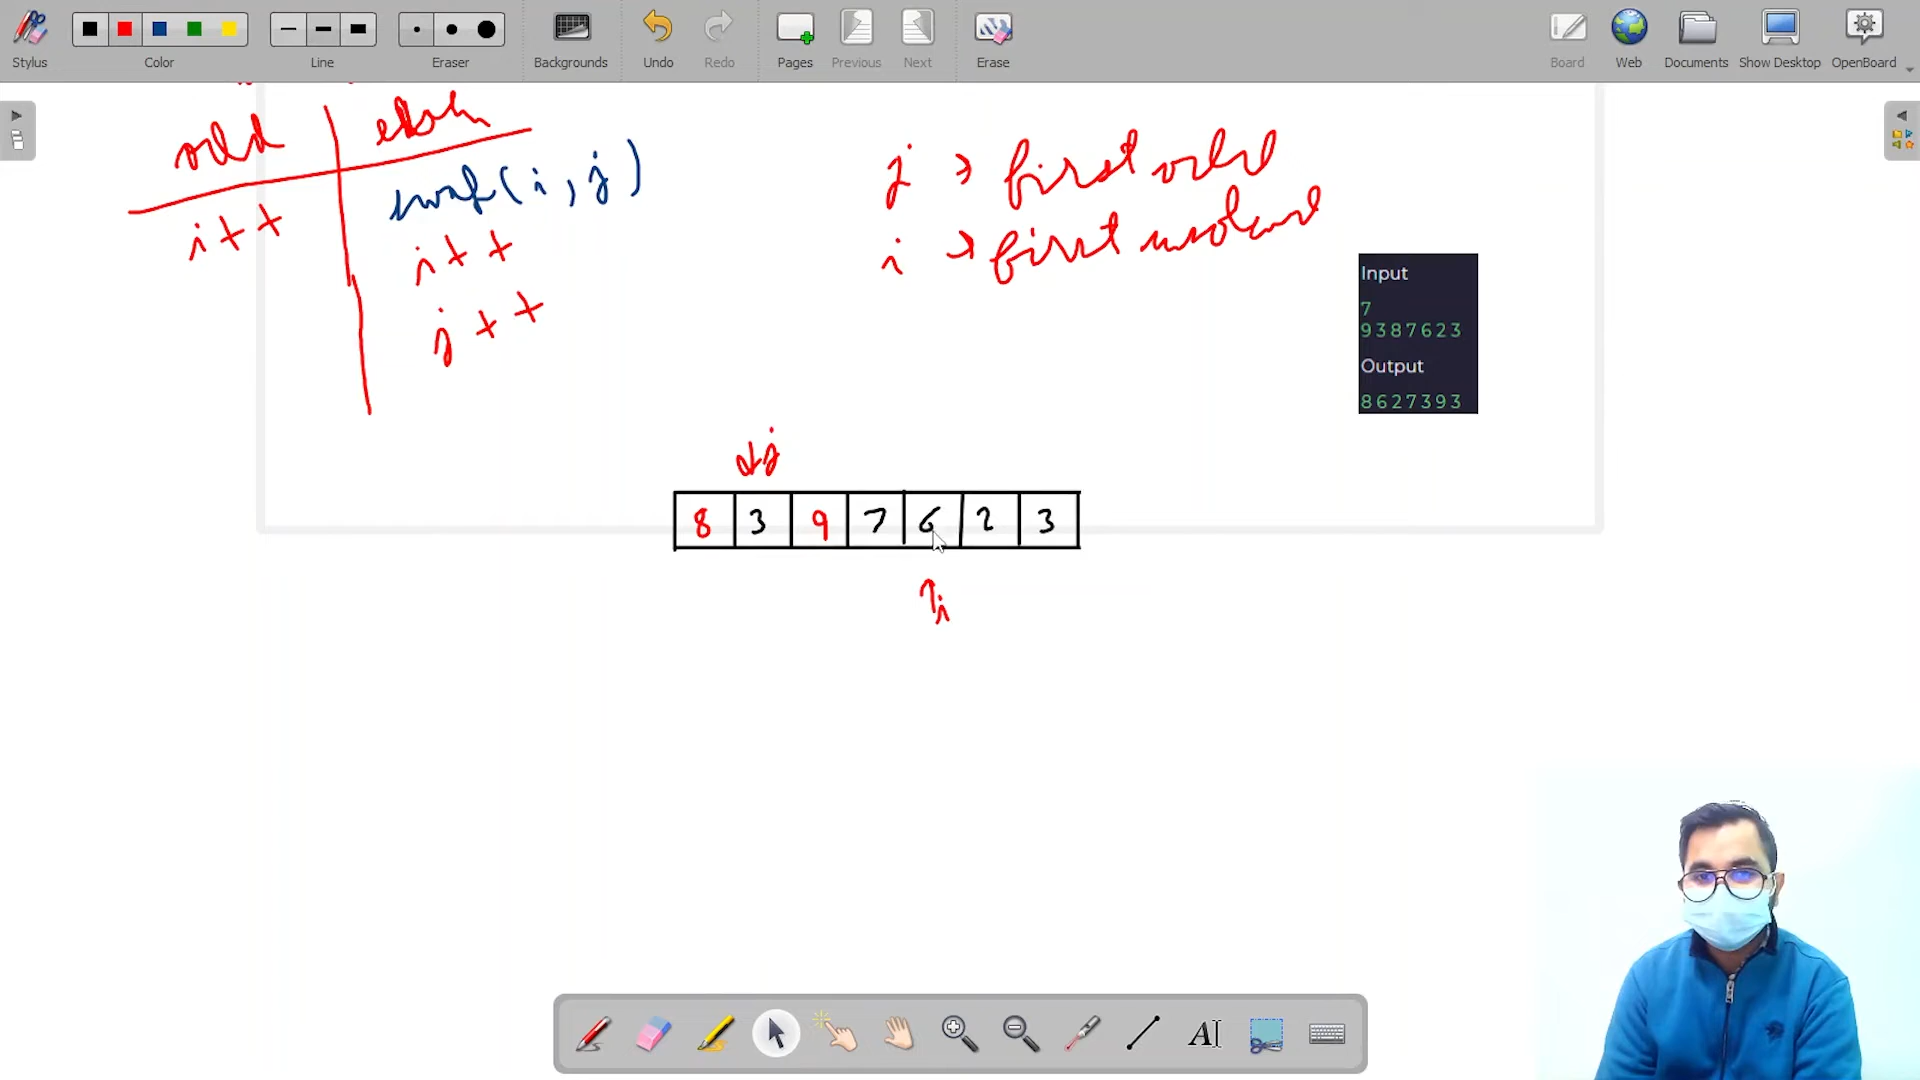 Stylus
Color
Line
Eraser
Backgrounds
Undo
Redo
Pages
Previous
Next
Erase
Board
Web
Documents
Show Desktop
OpenBoard
odd
i++
swap(i, j)
i++
j++
j → first odd
i → first unsolved
Input
7
9 3 8 7 6 2 3
Output
8 6 2 7 3 9 3
j
8 3 9 7 6 2 3
i
A